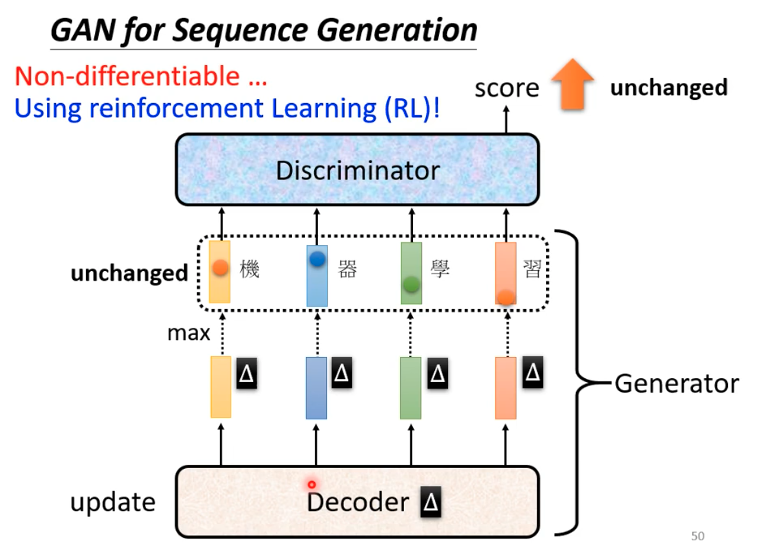 GAN for Sequence Generation
Non-differentiable …
Using reinforcement Learning (RL)!
score
unchanged
Discriminator
unchanged
機
器
學
習
max
Δ
Δ
Δ
Δ
Generator
update
Decoder Δ
50